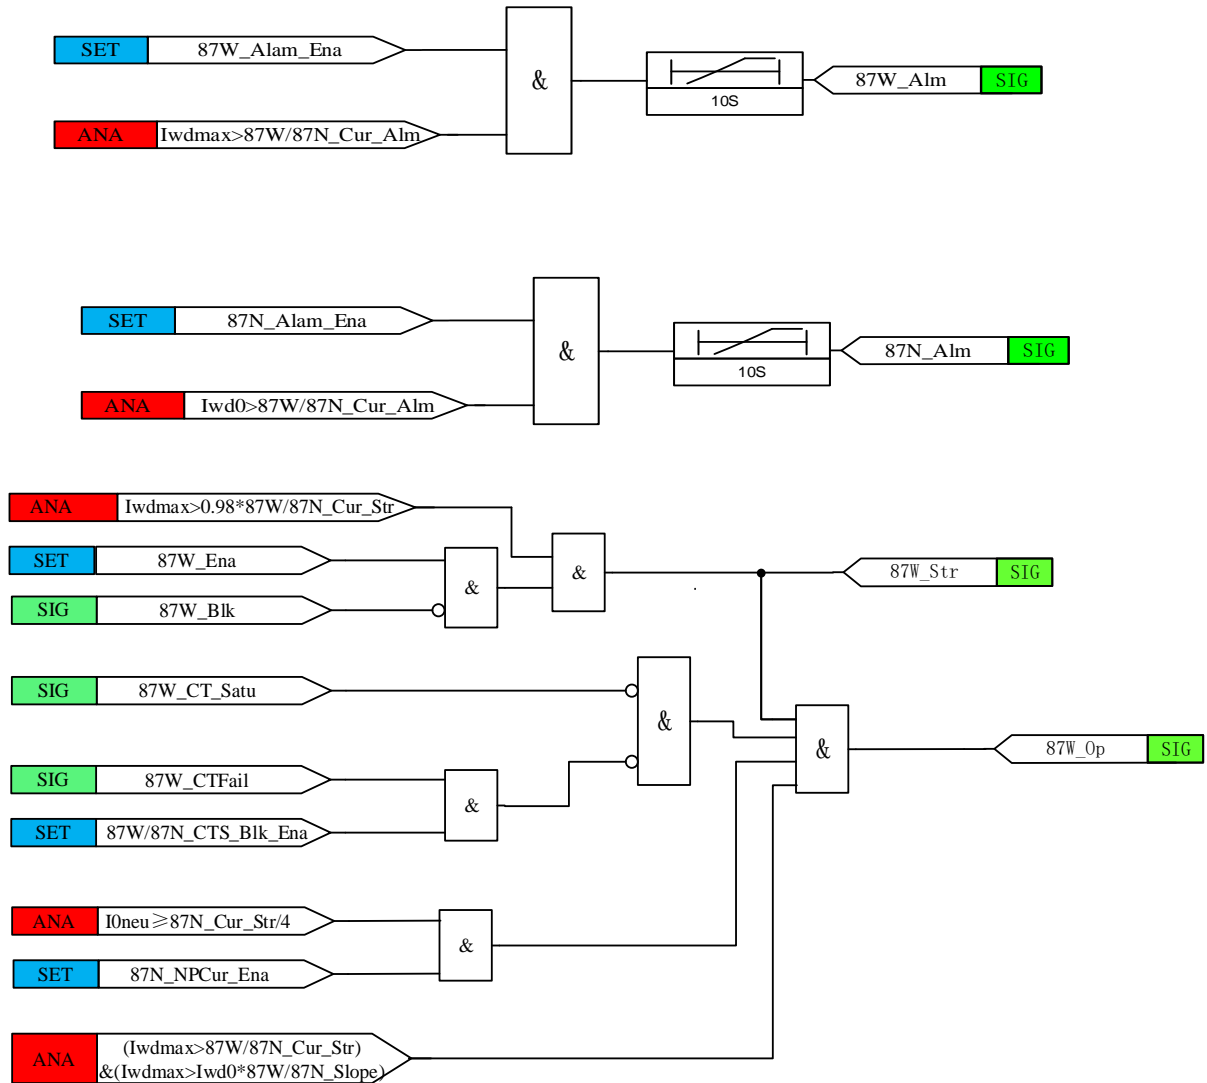 SET 87W_Alam_Ena
&
10S
87W_Alm SIG
ANA Iwdmax>87W/87N_Cur_Alm
SET 87N_Alam_Ena
&
10S
87N_Alm SIG
ANA Iwd0>87W/87N_Cur_Alm
ANA Iwdmax>0.98*87W/87N_Cur_Str
SET 87W_Ena
&
&
87W_Str SIG
SIG 87W_Blk
SIG 87W_CT_Satu
&
&
87W_Op SIG
SIG 87W_CTFail
&
SET 87W/87N_CTS_Blk_Ena
ANA I0neu≥87N_Cur_Str/4
&
SET 87N_NPCur_Ena
ANA (Iwdmax>87W/87N_Cur_Str)
&(Iwdmax>Iwd0*87W/87N_Slope)